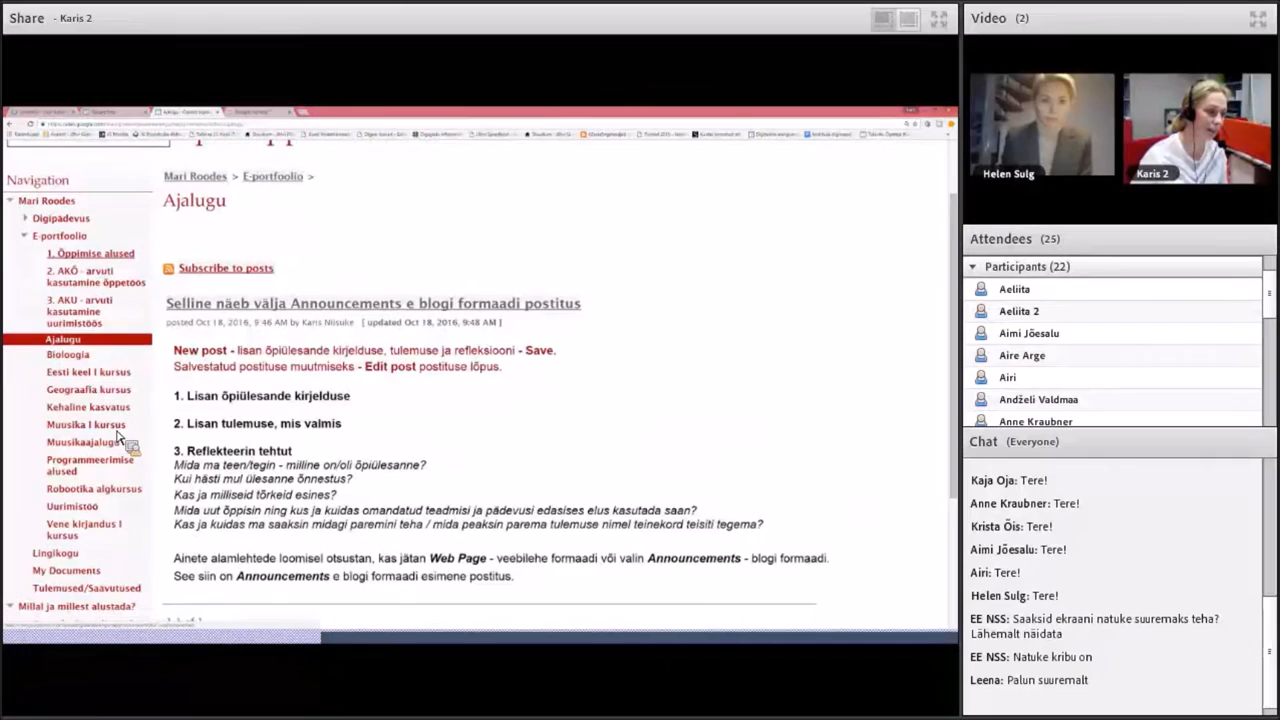 Share - Karis 2
Navigation
Mari Roodes
Digipädevus
E-portfoolio
1. Õppimise alused
2. AKÕ - arvuti
kasutamine õppetöös
3. AKU - arvuti
kasutamine
uurimistöös
Ajalugu
Bioloogia
Eesti keel I kursus
Geograafia kursus
Kehaline kasvatus
Muusika I kursus
Muusikaajalugu
Programmeerimise
alused
Robootika algkursus
Uurimistöö
Vene kirjandus I
kursus
Lingikogu
My Documents
Tulemused/Saavutused
Millal ja millest alustada?
Mari Roodes > E-portfoolio >
Ajalugu
Subscribe to posts
Selline näeb välja Announcements e blogi formaadi postitus
posted Oct 18, 2016, 9:46 AM by Karis Niisuke [ updated Oct 18, 2016, 9:48 AM ]
New post - lisan õpiülesande kirjelduse, tulemuse ja refleksiooni - Save.
Salvestatud postituse muutmiseks - Edit post postituse lõpus.
1. Lisan õpiülesande kirjelduse
2. Lisan tulemuse, mis valmis
3. Reflekteerin tehtut
Mida ma teen/tegin - milline on/oli õpiülesanne?
Kui hästi mul ülesanne õnnestus?
Kas ja milliseid tõrkeid esines?
Mida uut õppisin ning kus ja kuidas omandatud teadmisi ja pädevusi edasises elus kasutada saan?
Kas ja kuidas ma saaksin midagi paremini teha / mida peaksin parema tulemuse nimel teinekord teisiti tegema?
Ainete alamlehtede loomisel otsustan, kas jätan Web Page - veebilehe formaadi või valin Announcements - blogi formaadi.
See siin on Announcements e blogi formaadi esimene postitus.
Video (2)
Helen Sulg
Karis 2
Attendees (25)
Participants (22)
Aeliita
Aeliita 2
Aimi Jõesalu
Aire Arge
Airi
Andželi Valdmaa
Anne Kraubner
Chat (Everyone)
Kaja Oja: Tere!
Anne Kraubner: Tere!
Krista Õis: Tere!
Aimi Jõesalu: Tere!
Airi: Tere!
Helen Sulg: Tere!
EE NSS: Saaksid ekraani natuke suuremaks teha?
Lähemalt näidata
EE NSS: Natuke kribu on
Leena: Palun suuremalt